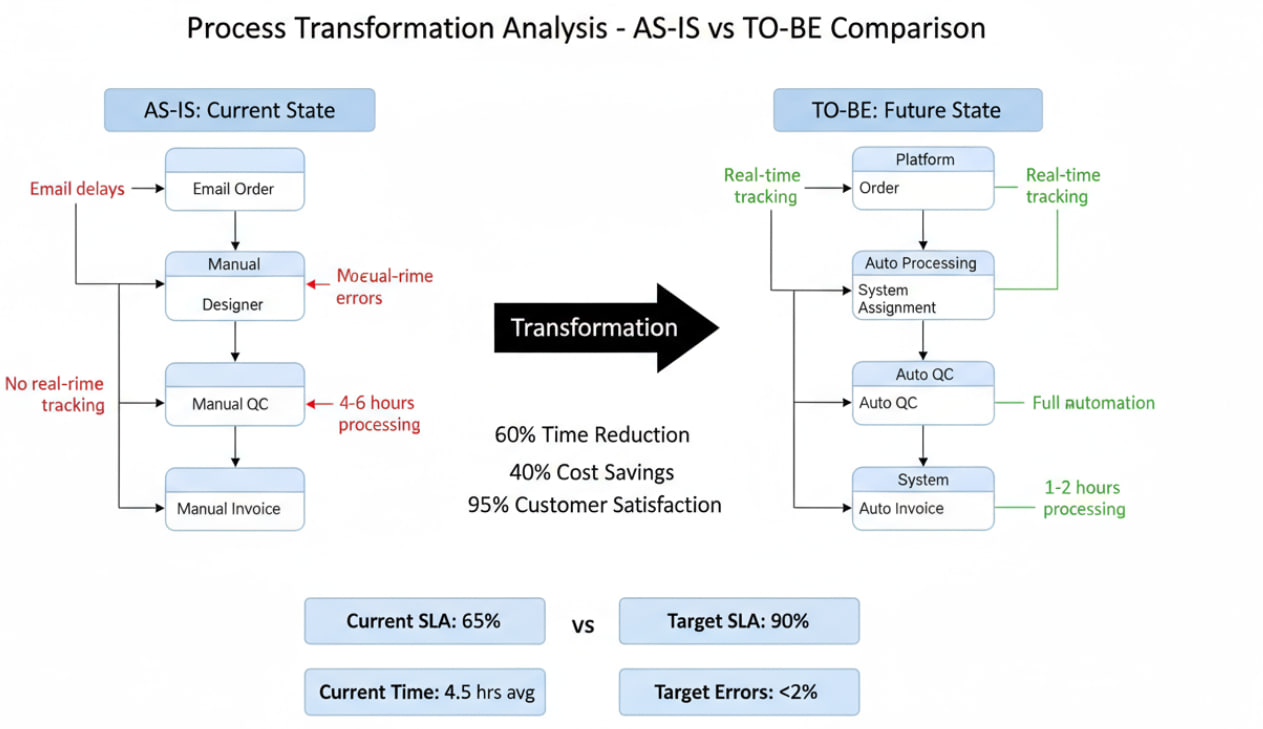 Process Transformation Analysis - AS-IS vs TO-BE Comparison
AS-IS: Current State
Email delays
Email Order
Manual
Designer
errors
No real-rime
tracking
Manual QC
4-6 hours
processing
Manual Invoice
Transformation
60% Time Reduction
40% Cost Savings
95% Customer Satisfaction
TO-BE: Future State
Real-time
tracking
Platform
Order
Real-time
tracking
Auto Processing
System
Assignment
Auto QC
Auto QC
Full automation
System
Auto Invoice
1-2 hours
processing
Current SLA: 65%
vs
Target SLA: 90%
Current Time: 4.5 hrs avg
Target Errors: <2%